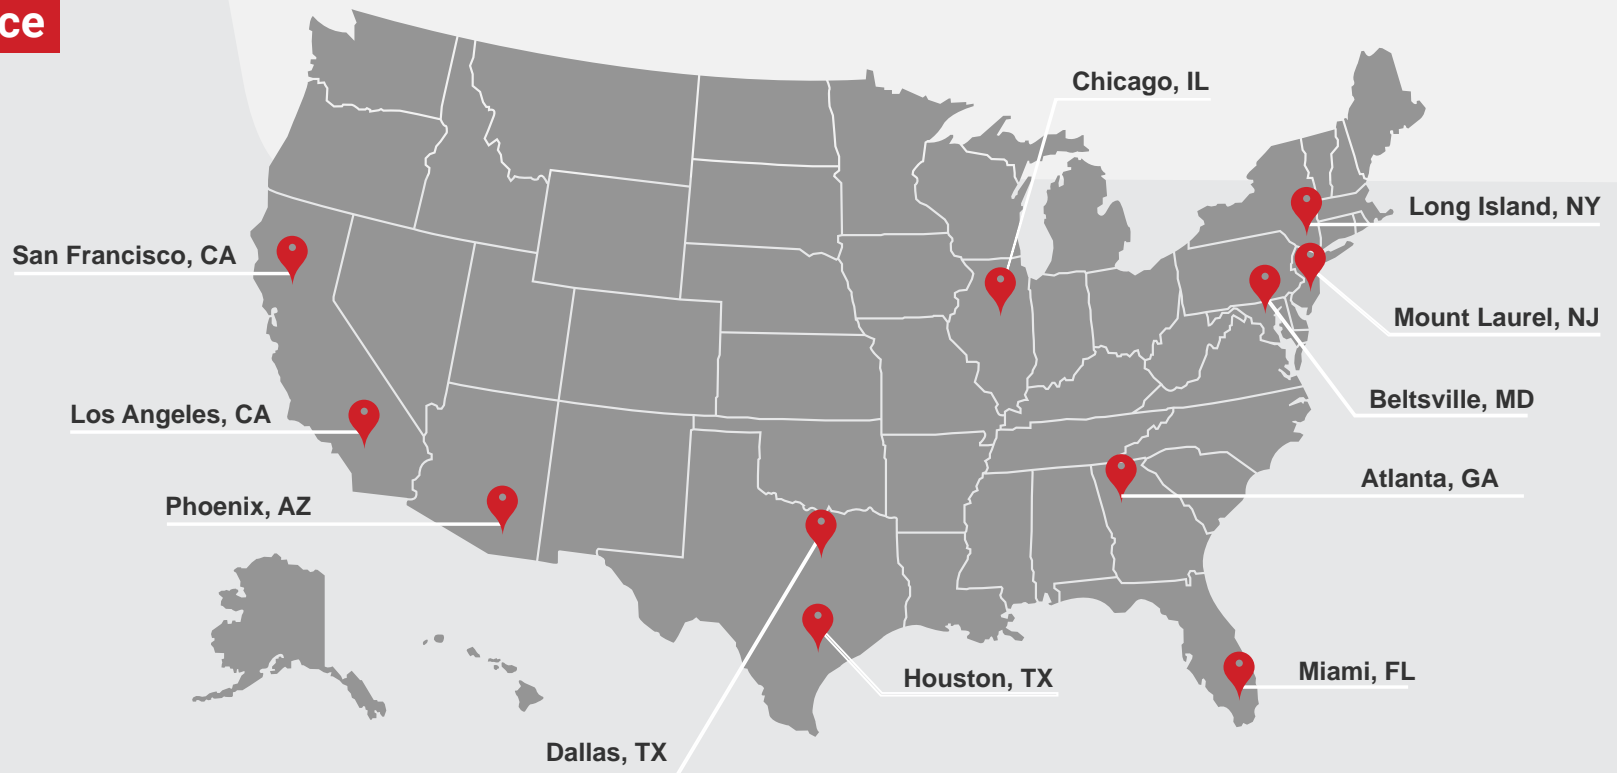 ce
Chicago, IL
Long Island, NY
San Francisco, CA
Mount Laurel, NJ
Beltsville, MD
Los Angeles, CA
Atlanta, GA
Phoenix, AZ
Miami, FL
Houston, TX
Dallas, TX